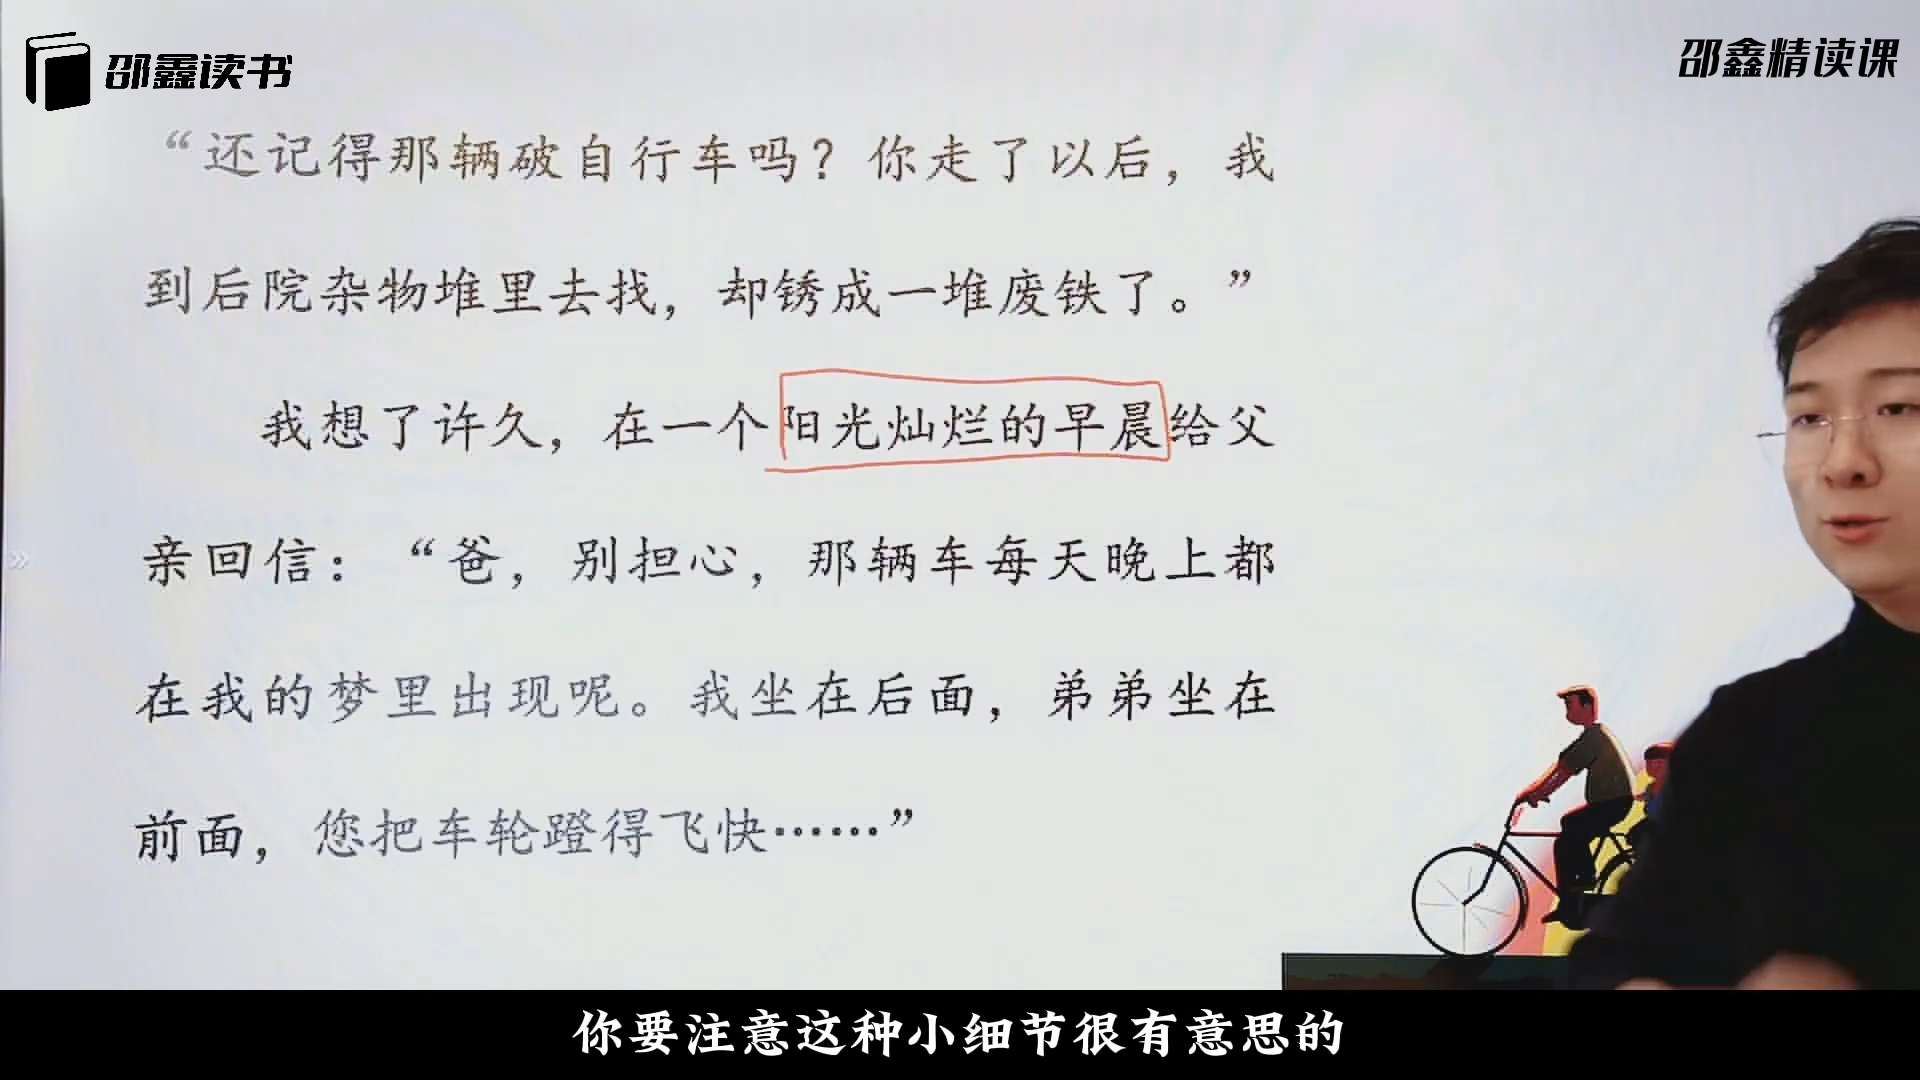 邵鑫读书
邵鑫精读课
“还记得那辆破自行车吗？你走了以后，我
到后院杂物堆里去找，却锈成一堆废铁了。”
我想了许久，在一个阳光灿烂的早晨给父
亲回信：“爸，别担心，那辆车每天晚上都
在我的梦里出现呢。我坐在后面，弟弟坐在
前面，您把车轮蹬得飞快……”
你要注意这种小细节很有意思的